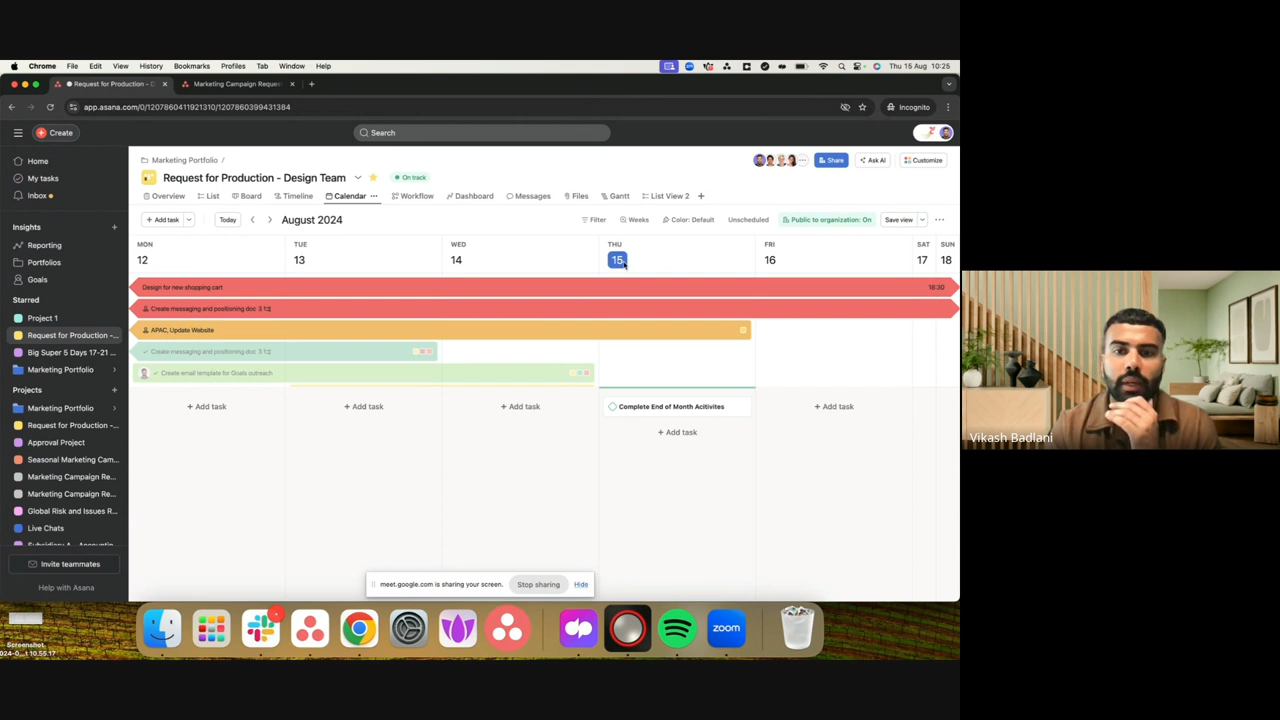 Chrome File Edit View History Bookmarks Profiles Tab Window Help Thu 15 Aug 10:25
Request for Production - D Marketing Campaign Reque
app.asana.com/0/1207860411921310/1207860399431384 Incognito
Create Search
Home
My tasks
Inbox
Insights
Reporting
Portfolios
Goals
Starred
Project 1
Request for Production -...
Big Super 5 Days 17-21 ...
Marketing Portfolio
Projects
Marketing Portfolio
Request for Production -...
Approval Project
Seasonal Marketing Cam...
Marketing Campaign Re...
Marketing Campaign Re...
Global Risk and Issues R...
Live Chats
Invite teammates
Help with Asana
Marketing Portfolio /
Request for Production - Design Team On track
Share Ask AI Customize
Overview List Board Timeline Calendar Workflow Dashboard Messages Files Gantt List View 2
Add task Today August 2024 Filter Weeks Color: Default Unscheduled Public to organization: On Save view
MON TUE WED THU FRI SAT SUN
12 13 14 15 16 17 18
Design for new shopping cart 18:30
Create messaging and positioning doc 3
APAC, Update Website
Create messaging and positioning doc 3
Create email template for Goals outreach
+ Add task + Add task + Add task Complete End of Month Acitivites + Add task
+ Add task
meet.google.com is sharing your screen. Stop sharing Hide
zoom
Screenshot
2024-0...t 10.55.17
Vikash Badlani